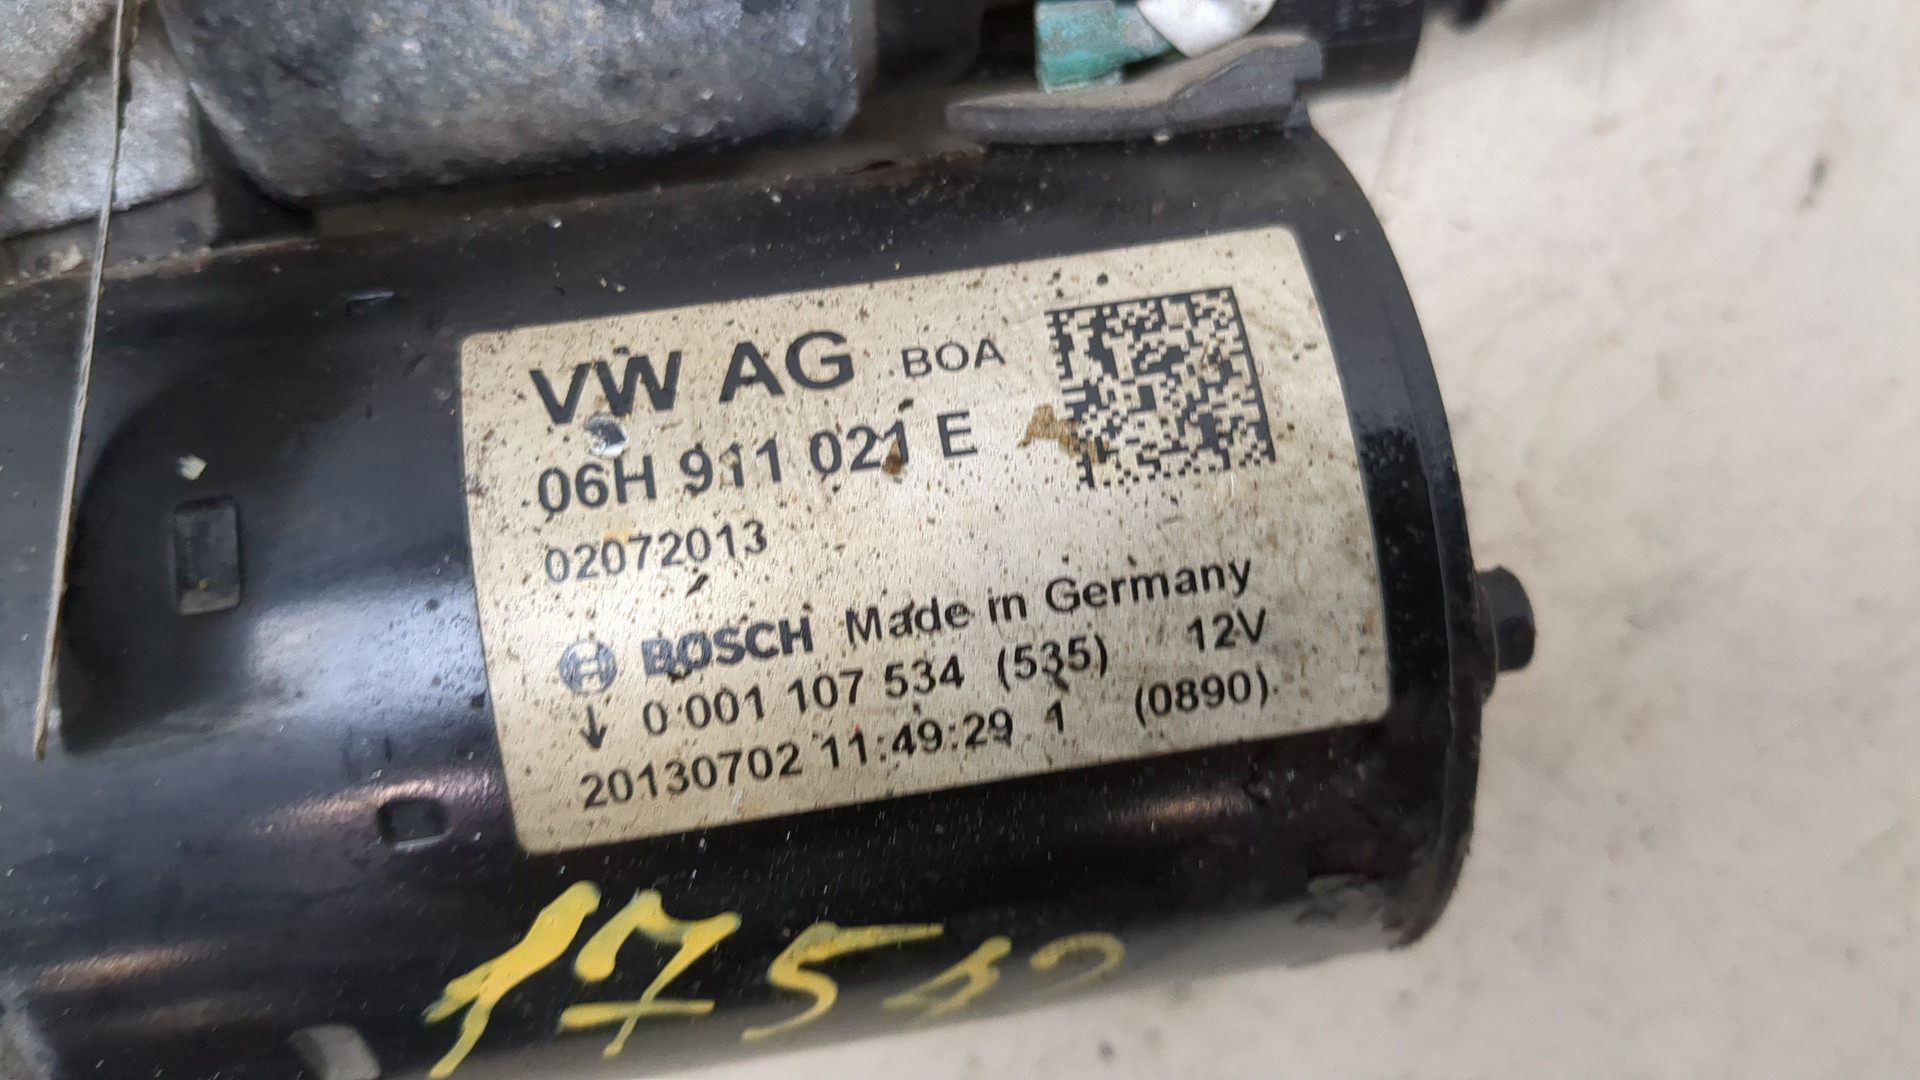 VW AG BOA
06H 911 021 E
02072013
BOSCH Made in Germany
0 001 107 534 (535) 12V
20130702 11:49:29 1 (0890)